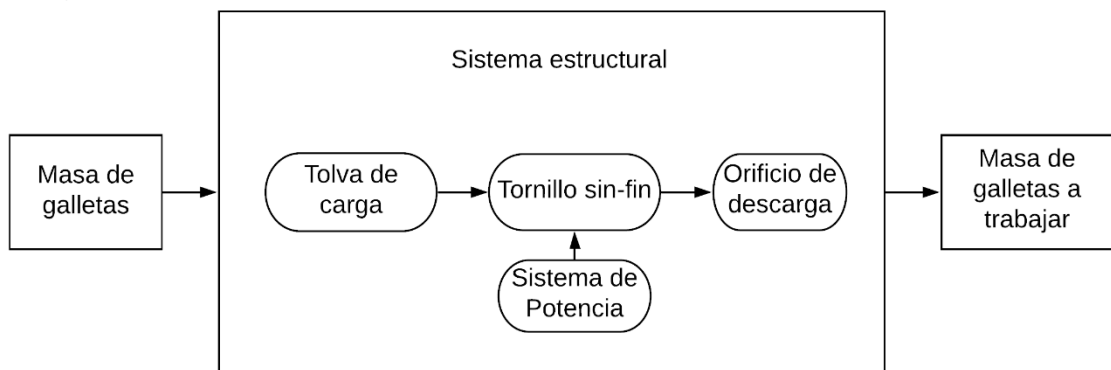 Sistema estructural
Masa de
galletas
Tolva de
carga
Tornillo sin-fin
Orificio de
descarga
Sistema de
Potencia
Masa de
galletas a
trabajar